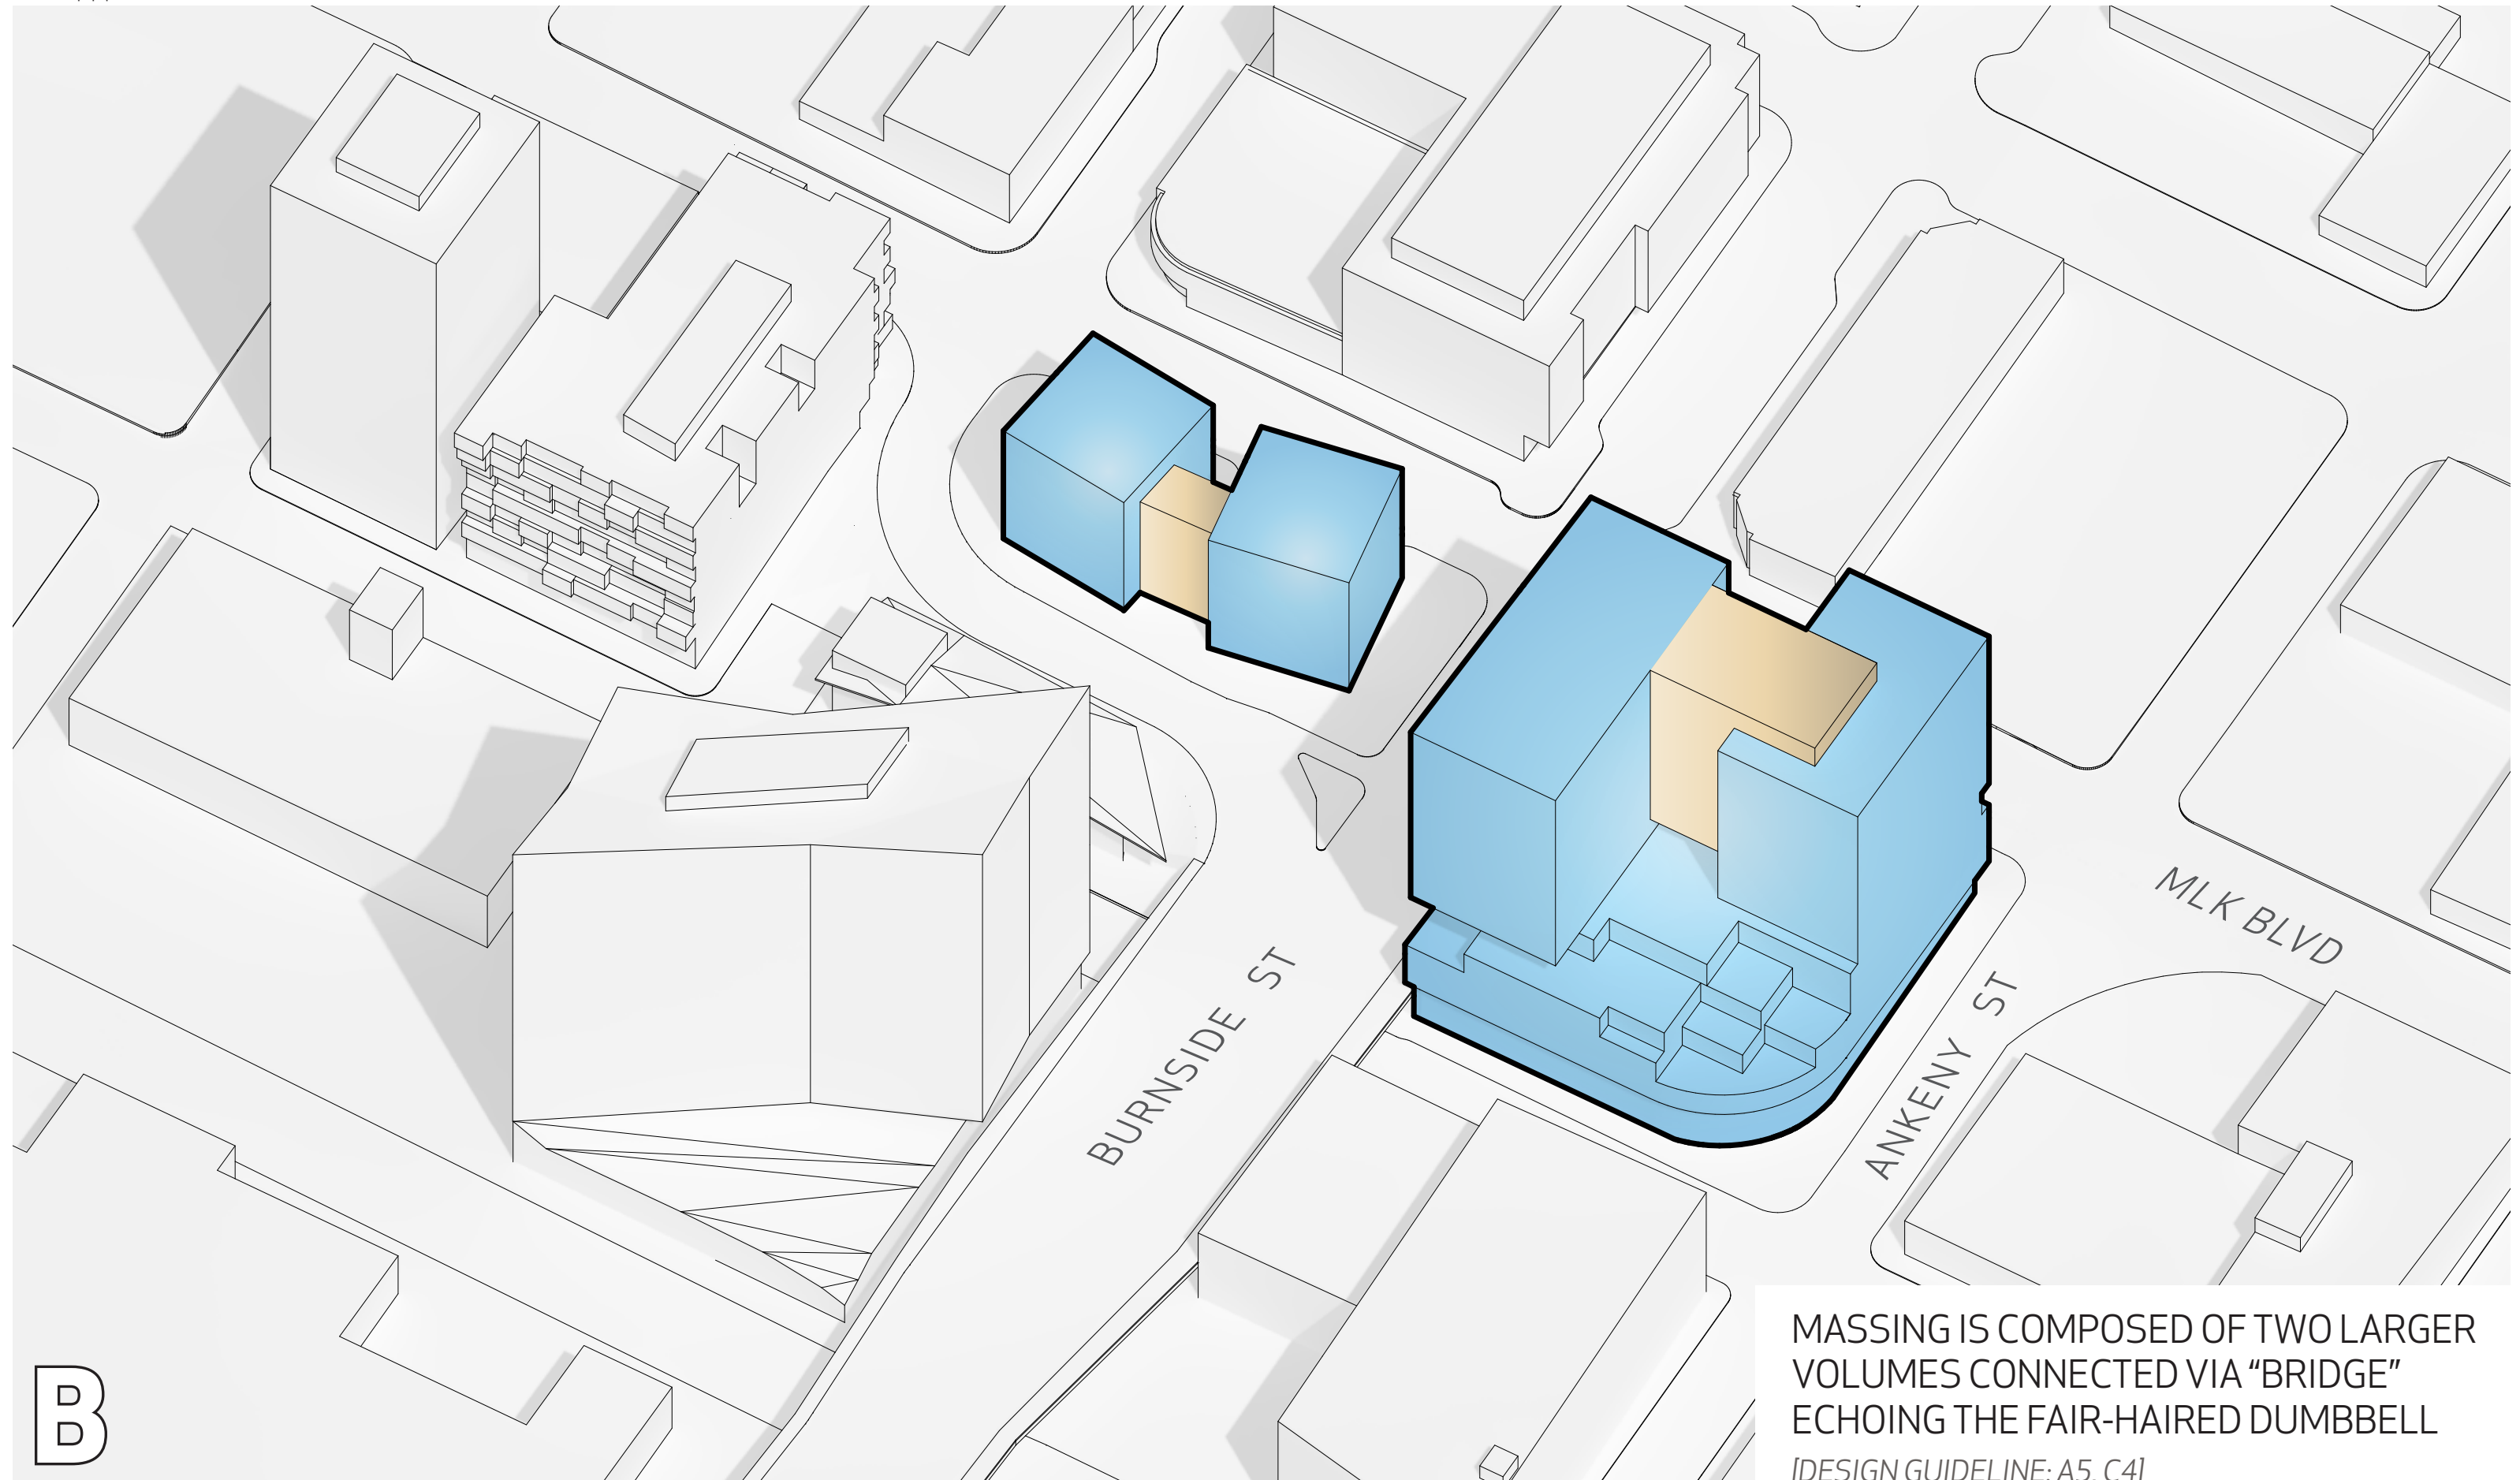 MLK BLVD
BURNSIDE ST
ANKENY ST
B
MASSING IS COMPOSED OF TWO LARGER
VOLUMES CONNECTED VIA “BRIDGE”
ECHOING THE FAIR-HAIRED DUMBBELL
[DESIGN GUIDELINE: A5, C4]